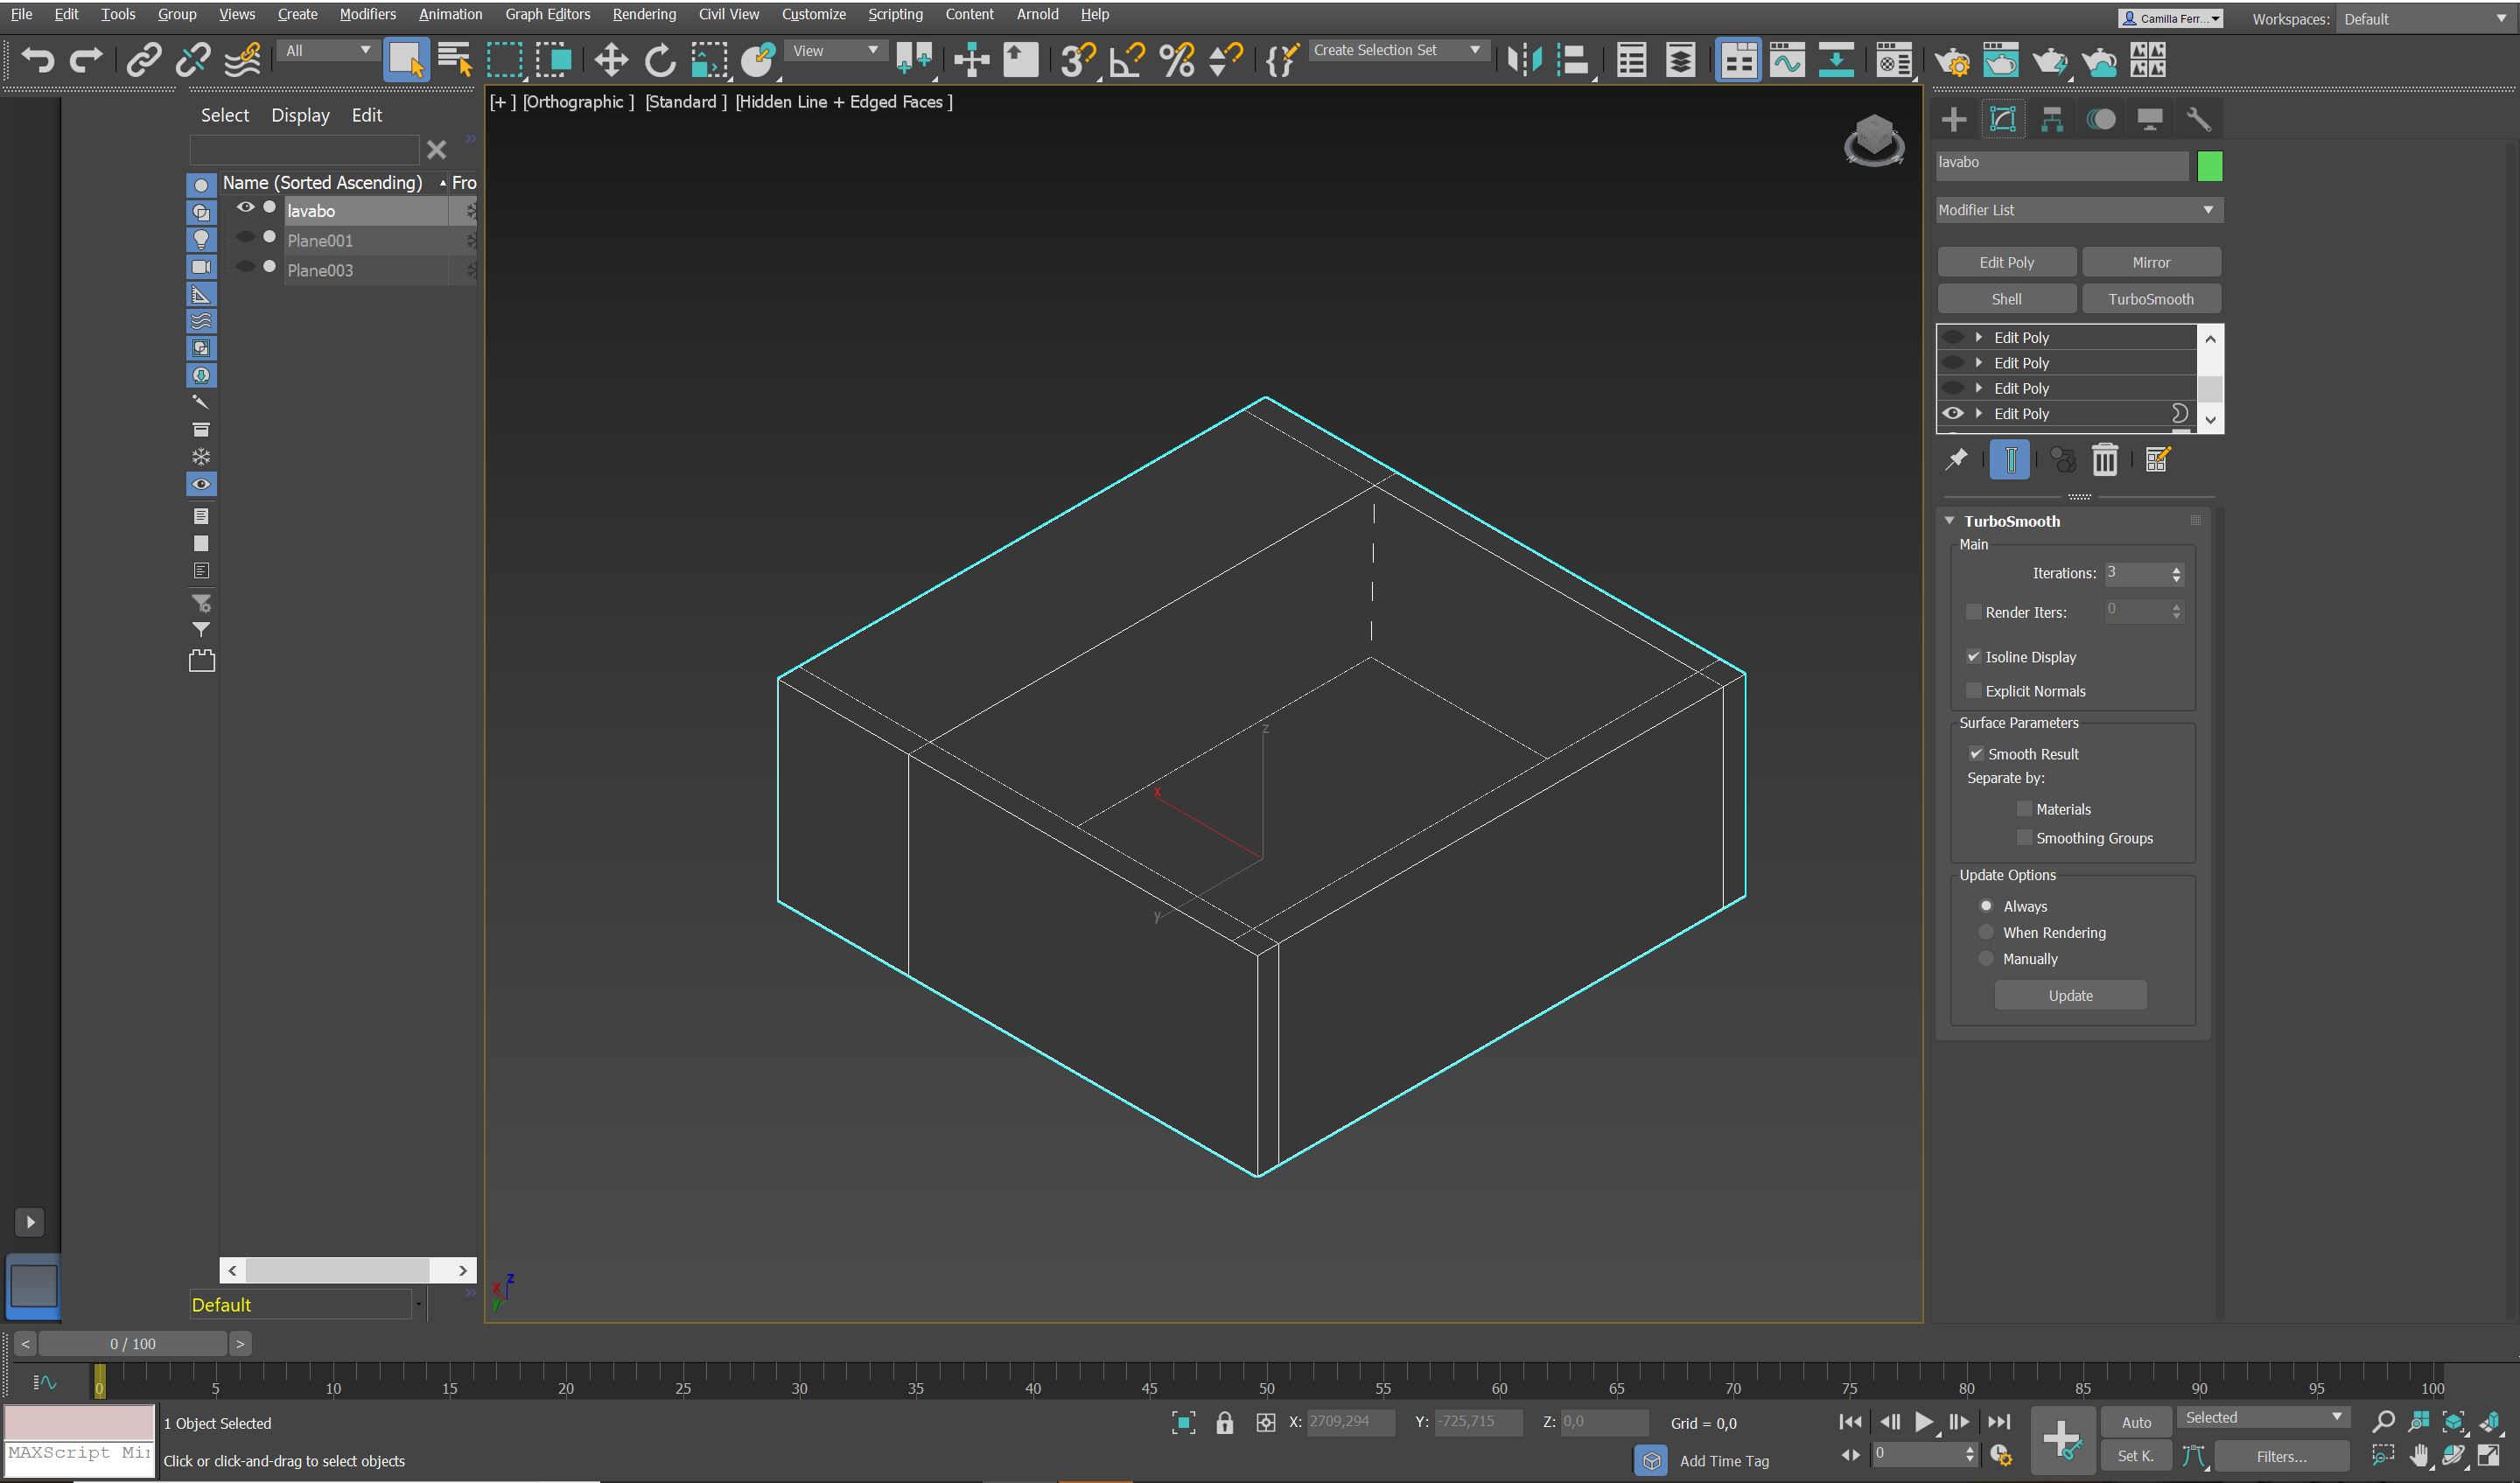 File Edit Tools Group Views Create Modifiers Animation Graph Editors Rendering Civil View Customize Scripting Content Arnold Help
Camilla Ferr... Workspaces: Default
All
View
3
Create Selection Set
[+ ] [Orthographic ] [Standard ] [Hidden Line + Edged Faces ]
Select Display Edit
Name (Sorted Ascending) Fro
lavabo
Plane001
Plane003
lavabo
Modifier List
Edit Poly Mirror
Shell TurboSmooth
Edit Poly
Edit Poly
Edit Poly
Edit Poly
TurboSmooth
Main
Iterations: 3
Render Iters: 0
Isoline Display
Explicit Normals
Surface Parameters
Smooth Result
Separate by:
Materials
Smoothing Groups
Update Options
Always
When Rendering
Manually
Update
z
x
y
z
x
y
Default
< 0 / 100 >
0 5 10 15 20 25 30 35 40 45 50 55 60 65 70 75 80 85 90 95 100
1 Object Selected
X: 2709,294 Y: -725,715 Z: 0,0 Grid = 0,0
Auto Selected
MAXScript Mi
Click or click-and-drag to select objects
Add Time Tag
0
Set K. Filters...